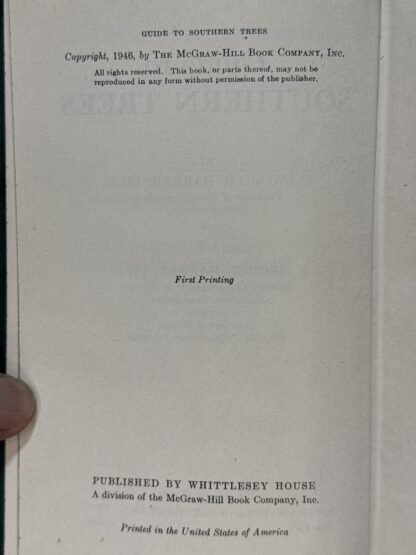 GUIDE TO SOUTHERN TREES
Copyright, 1946, by THE MCGRAW-HILL BOOK COMPANY, INC.
All rights reserved. This book, or parts thereof, may not be
reproduced in any form without permission of the publisher.
First Printing
PUBLISHED BY WHITTLESEY HOUSE
A division of the McGraw-Hill Book Company, Inc.
Printed in the United States of America